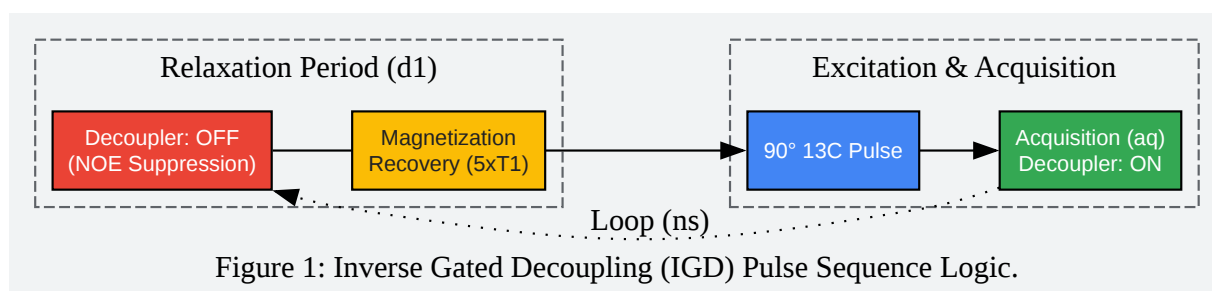 Relaxation Period (d1)
Excitation & Acquisition
Decoupler: OFF
(NOE Suppression)
Magnetization
Recovery (5xT1)
90° 13C Pulse
Acquisition (aq)
Decoupler: ON
Loop (ns)
Figure 1: Inverse Gated Decoupling (IGD) Pulse Sequence Logic.